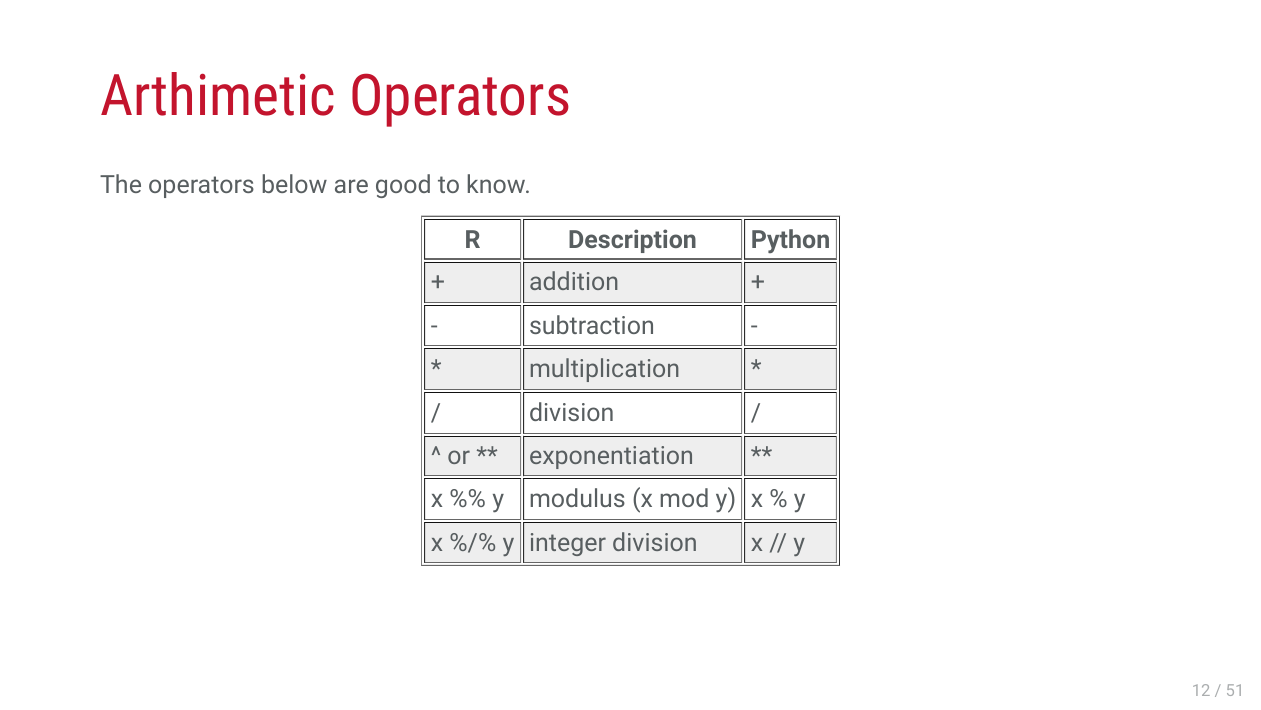 Arthimetic Operators
The operators below are good to know.
R Description Python
+ addition +
- subtraction -
* multiplication *
/ division /
^ or ** exponentiation **
x %% y modulus (x mod y) x % y
x %/% y integer division x // y
12 / 51